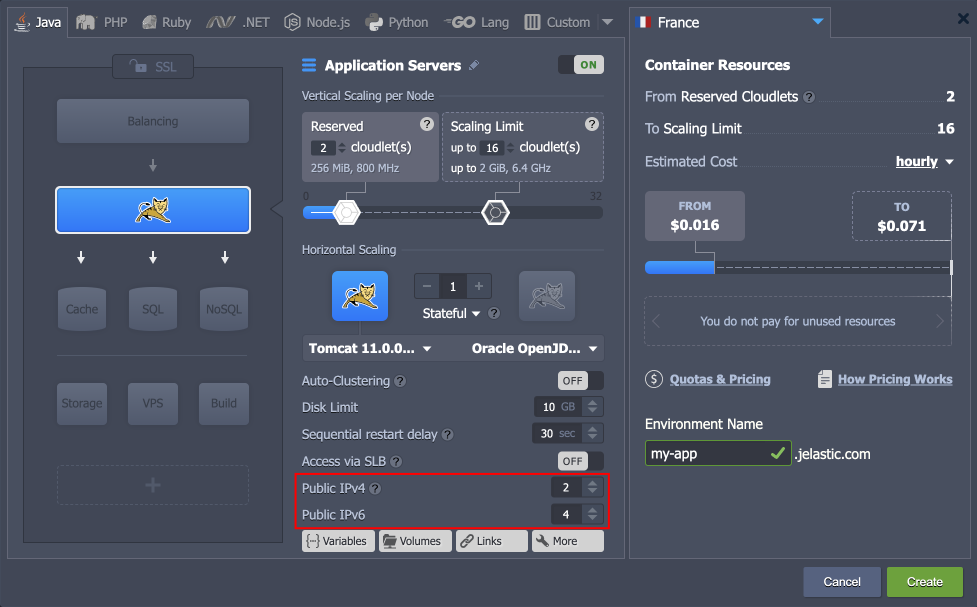 Java PHP Ruby .NET Node.js Python GO Lang Custom
France
SSL
Balancing
Cache SQL NoSQL
Storage VPS Build
Application Servers ON
Vertical Scaling per Node
Reserved ?
2 cloudlet(s)
256 MiB, 800 MHz
Scaling Limit ?
up to 16 cloudlet(s)
up to 2 GiB, 6.4 GHz
0 32
Horizontal Scaling
1
Stateful ?
Tomcat 11.0.0... Oracle OpenJD...
Auto-Clustering ? OFF
Disk Limit 10 GB
Sequential restart delay ? 30 sec
Access via SLB ? OFF
Public IPv4 ? 2
Public IPv6 4
Variables Volumes Links More
Container Resources
From Reserved Cloudlets ? 2
To Scaling Limit 16
Estimated Cost hourly
FROM
$0.016
TO
$0.071
You do not pay for unused resources
$ Quotas & Pricing How Pricing Works
Environment Name
my-app .jelastic.com
Cancel Create